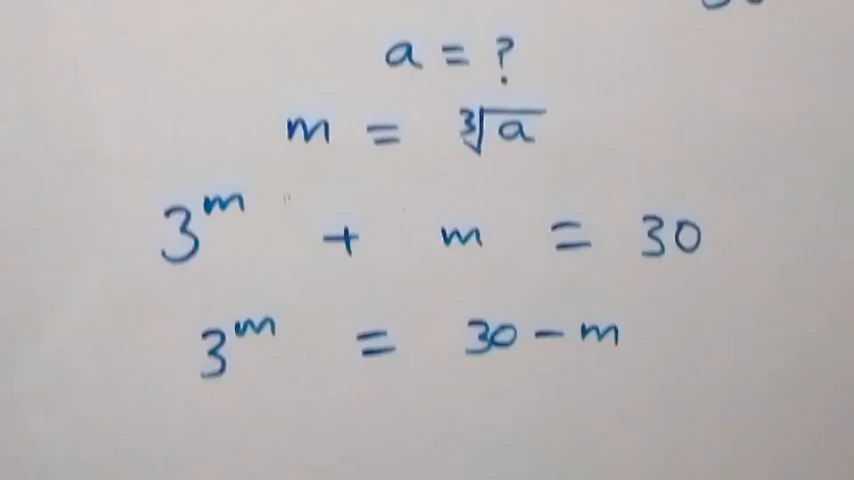 a = ?
m = ∛a
3^m + m = 30
3^m = 30 - m